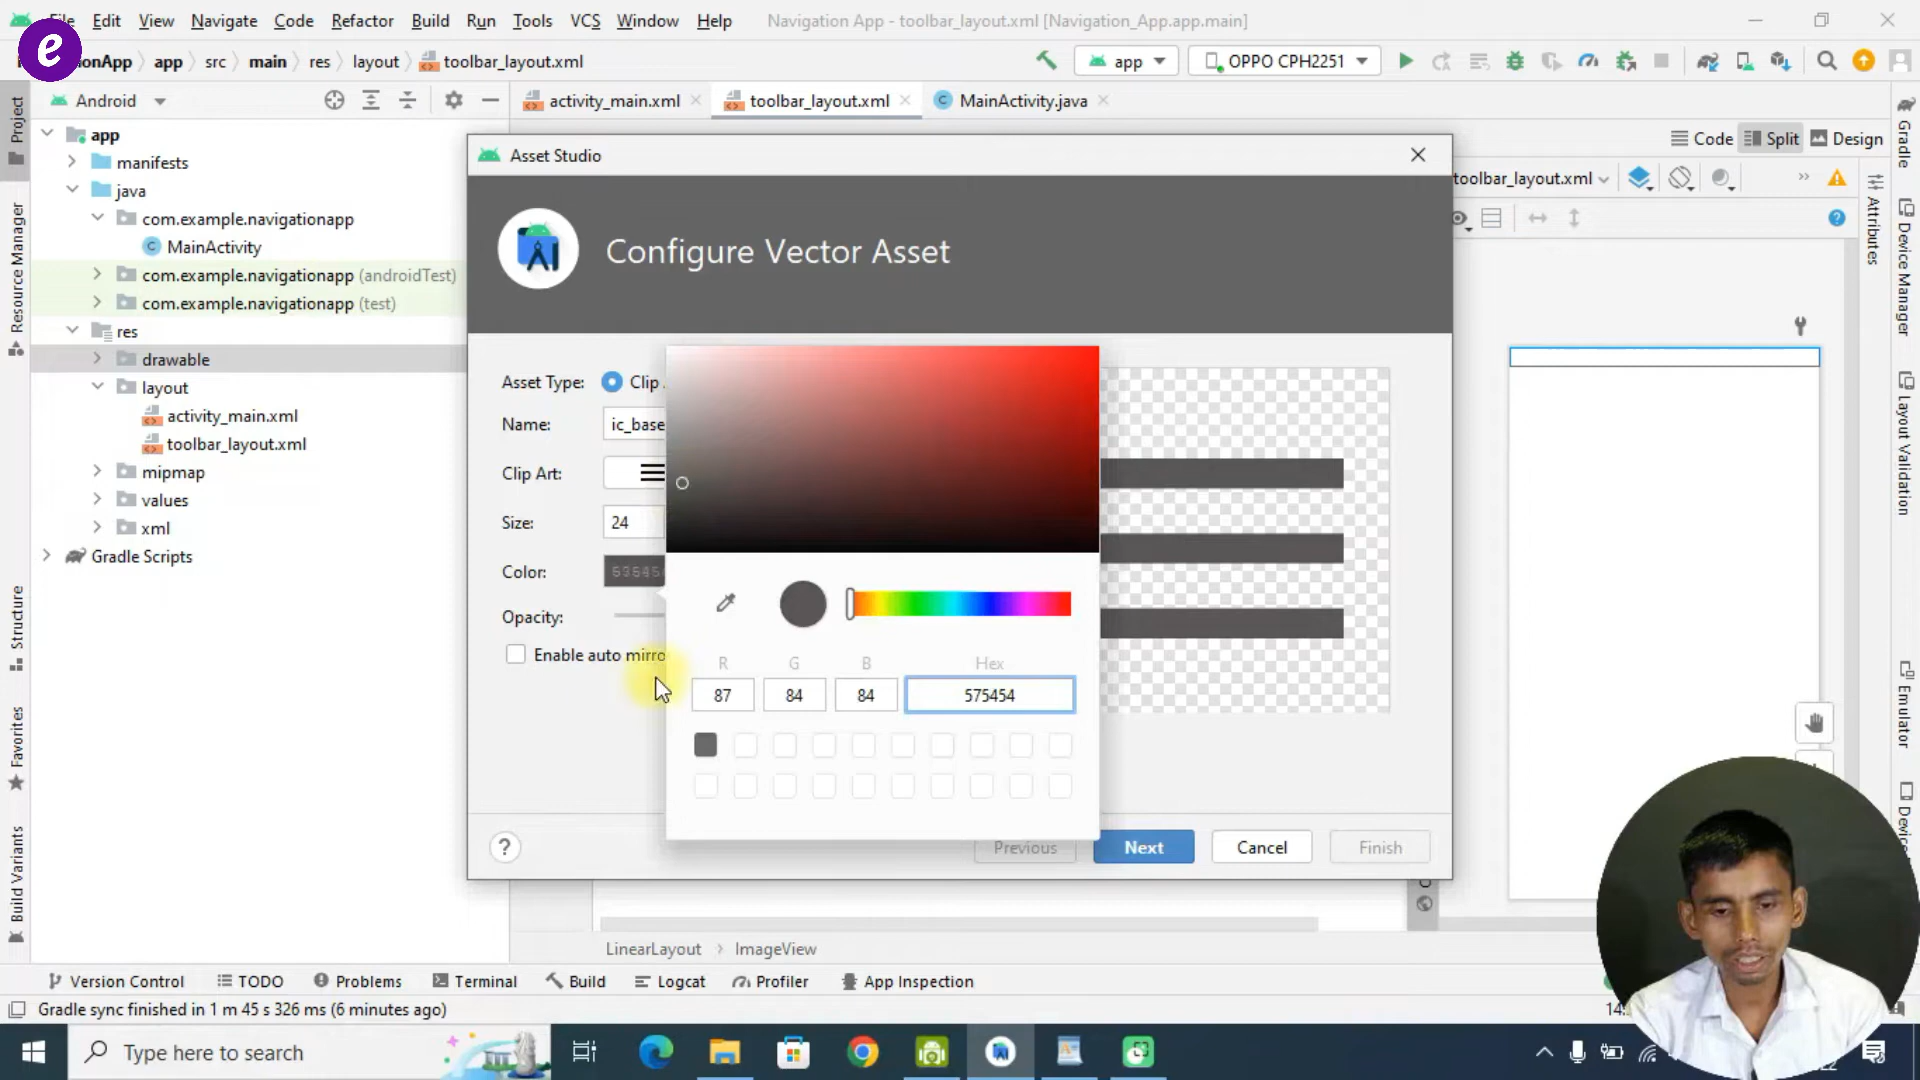 e
File Edit View Navigate Code Refactor Build Run Tools VCS Window Help Navigation App - toolbar_layout.xml [Navigation_App.app.main]
app src main res layout toolbar_layout.xml app OPPO CPH2251
Android activity_main.xml toolbar_layout.xml MainActivity.java
Code Split Design
Project
Resource Manager
Structure
Favorites
Build Variants
app
manifests
java
com.example.navigationapp
MainActivity
com.example.navigationapp (androidTest)
com.example.navigationapp (test)
res
drawable
layout
activity_main.xml
toolbar_layout.xml
mipmap
values
xml
Gradle Scripts
Asset Studio
Configure Vector Asset
Asset Type: Clip
Name: ic_base
Clip Art:
Size: 24
Color:
Opacity:
Enable auto mirro
R G B Hex
87 84 84 575454
? Previous Next Cancel Finish
toolbar_layout.xml
Gradle
Attributes
Device Manager
Layout Validation
Emulator
LinearLayout › ImageView
Version Control TODO Problems Terminal Build Logcat Profiler App Inspection
Gradle sync finished in 1 m 45 s 326 ms (6 minutes ago)
Type here to search